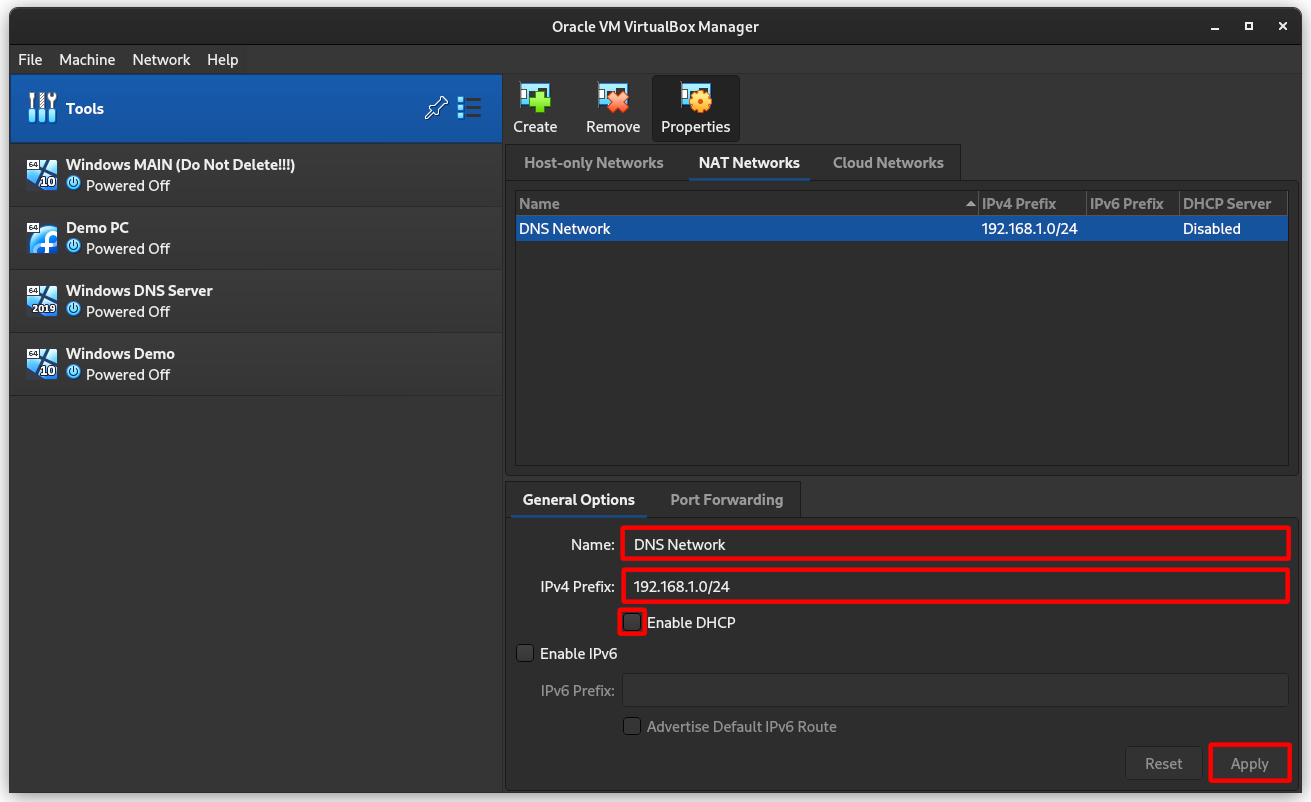 Oracle VM VirtualBox Manager
File Machine Network Help
Tools
Create Remove Properties
64 10 Windows MAIN (Do Not Delete!!!)
Powered Off
64 Demo PC
Powered Off
64 2019 Windows DNS Server
Powered Off
64 10 Windows Demo
Powered Off
Host-only Networks NAT Networks Cloud Networks
Name IPv4 Prefix IPv6 Prefix DHCP Server
DNS Network 192.168.1.0/24 Disabled
General Options Port Forwarding
Name: DNS Network
IPv4 Prefix: 192.168.1.0/24
Enable DHCP
Enable IPv6
IPv6 Prefix:
Advertise Default IPv6 Route
Reset Apply